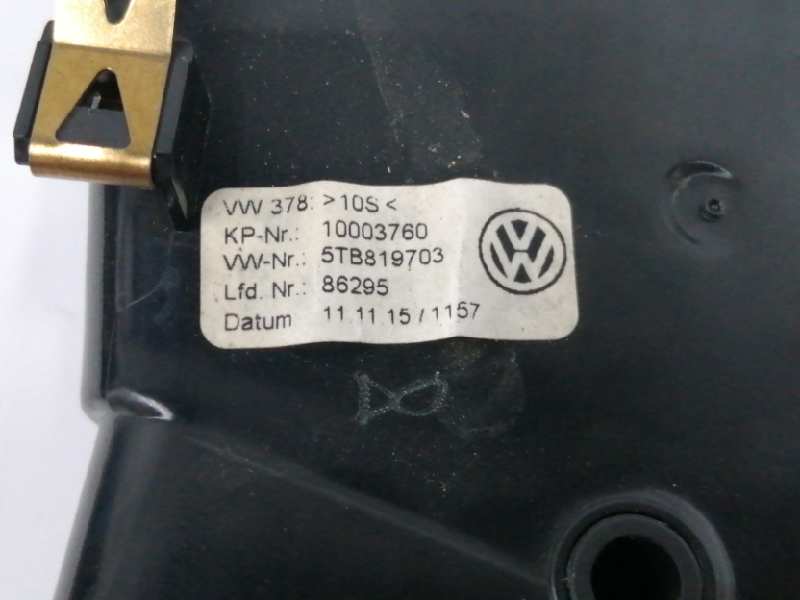 VW 378: >10S<
KP-Nr.: 10003760
VW-Nr.: 5TB819703
Lfd. Nr.: 86295
Datum 11.11.15 / 1157